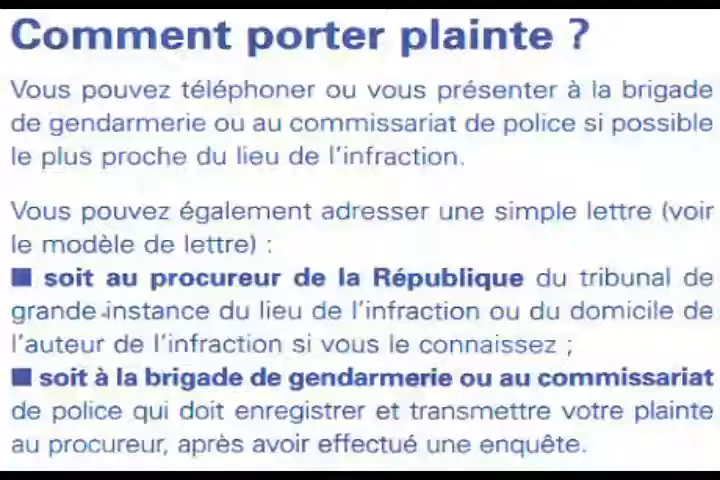 Comment porter plainte ?
Vous pouvez téléphoner ou vous présenter à la brigade
de gendarmerie ou au commissariat de police si possible
le plus proche du lieu de l'infraction.
Vous pouvez également adresser une simple lettre (voir
le modèle de lettre) :
■ soit au procureur de la République du tribunal de
grande instance du lieu de l'infraction ou du domicile de
l'auteur de l'infraction si vous le connaissez ;
■ soit à la brigade de gendarmerie ou au commissariat
de police qui doit enregistrer et transmettre votre plainte
au procureur, après avoir effectué une enquête.